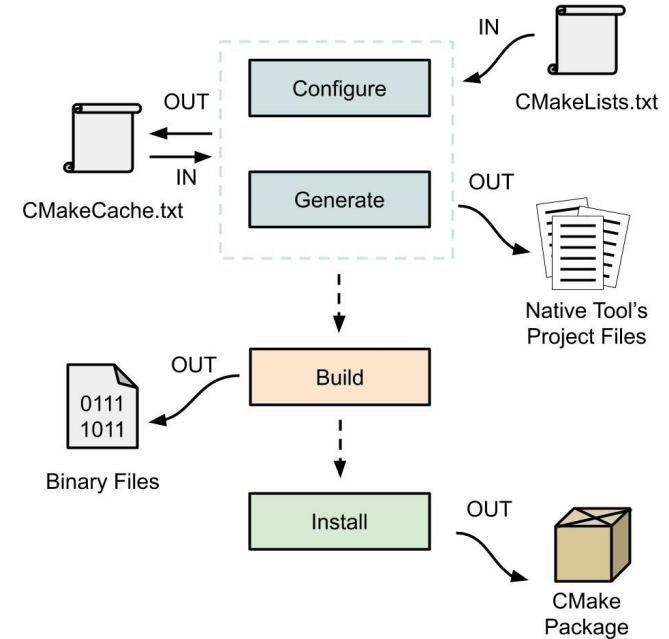 IN
CMakeLists.txt
Configure
OUT
IN
CMakeCache.txt
Generate
OUT
Native Tool's
Project Files
Build
OUT
0111
1011
Binary Files
Install
OUT
CMake
Package